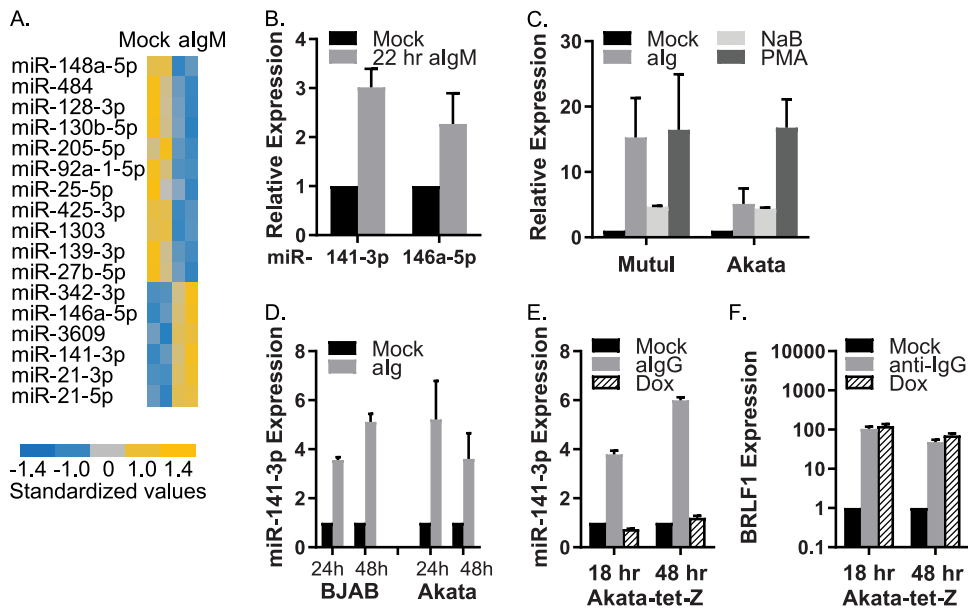 A.
Mock aIgM
miR-148a-5p
miR-484
miR-128-3p
miR-130b-5p
miR-205-5p
miR-92a-1-5p
miR-25-5p
miR-425-3p
miR-1303
miR-139-3p
miR-27b-5p
miR-342-3p
miR-146a-5p
miR-3609
miR-141-3p
miR-21-3p
miR-21-5p
-1.4 -1.0 0 1.0 1.4
Standardized values
B.
Mock
22 hr aIgM
Relative Expression
4
3
2
1
0
miR- 141-3p 146a-5p
C.
Mock NaB
aIg PMA
Relative Expression
30
20
10
0
Mutul Akata
D.
Mock
aIg
miR-141-3p Expression
8
6
4
2
0
24h 48h 24h 48h
BJAB Akata
E.
Mock
aIgG
Dox
miR-141-3p Expression
8
6
4
2
0
18 hr 48 hr
Akata-tet-Z
F.
Mock
anti-IgG
Dox
BRLF1 Expression
10000
1000
100
10
1
0.1
18 hr 48 hr
Akata-tet-Z